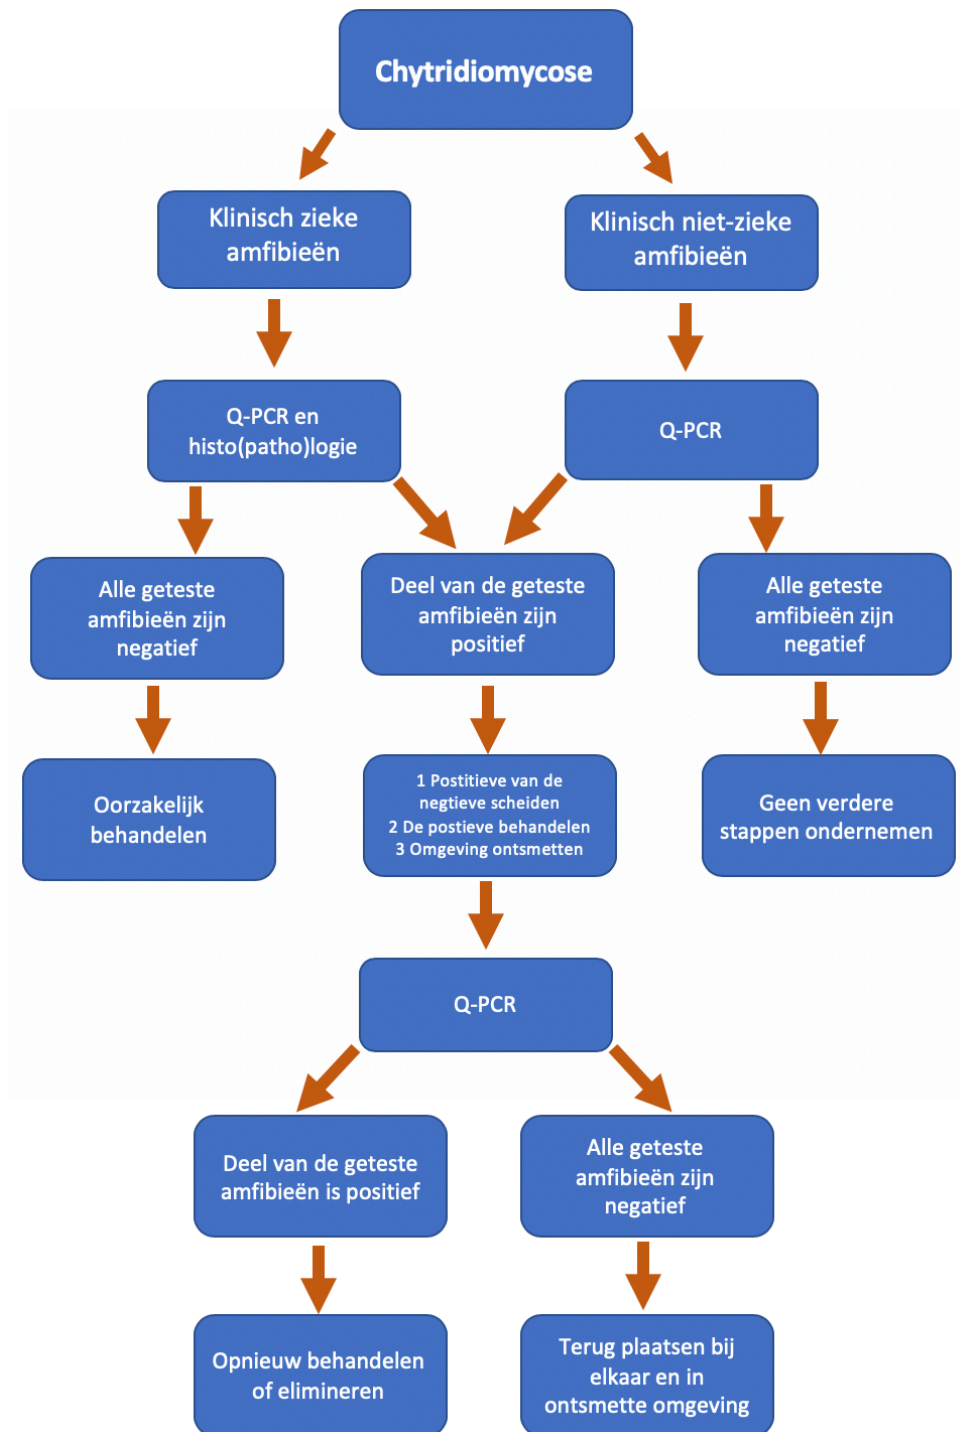 Chytridiomycose
Klinisch zieke
amfibieën
Klinisch niet-zieke
amfibieën
Q-PCR en
histo(patho)logie
Q-PCR
Alle geteste
amfibieën zijn
negatief
Deel van de geteste
amfibieën zijn
positief
Alle geteste
amfibieën zijn
negatief
Oorzakelijk
behandelen
1 Postitieve van de
negtieve scheiden
2 De postieve behandelen
3 Omgeving ontsmetten
Geen verdere
stappen ondernemen
Q-PCR
Deel van de geteste
amfibieën is positief
Alle geteste
amfibieën zijn
negatief
Opnieuw behandelen
of elimineren
Terug plaatsen bij
elkaar en in
ontsmette omgeving